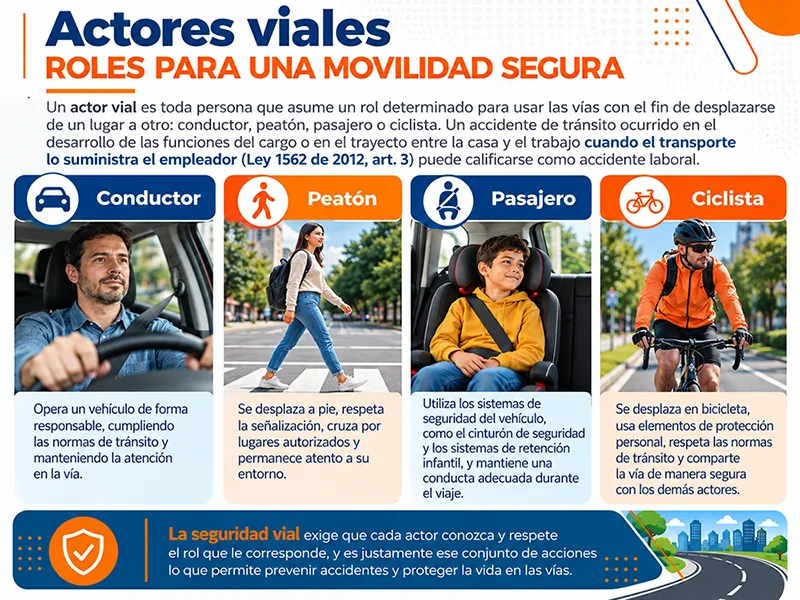 Actores viales
ROLES PARA UNA MOVILIDAD SEGURA
Un actor vial es toda persona que asume un rol determinado para usar las vías con el fin de desplazarse
de un lugar a otro: conductor, peatón, pasajero o ciclista. Un accidente de tránsito ocurrido en el
desarrollo de las funciones del cargo o en el trayecto entre la casa y el trabajo cuando el transporte
lo suministra el empleador (Ley 1562 de 2012, art. 3) puede calificarse como accidente laboral.
Conductor
Opera un vehículo de forma
responsable, cumpliendo
las normas de tránsito y
manteniendo la atención
en la vía.
Peatón
Se desplaza a pie, respeta
la señalización, cruza por
lugares autorizados y
permanece atento a su
entorno.
Pasajero
Utiliza los sistemas de
seguridad del vehículo,
como el cinturón de seguridad
y los sistemas de retención
infantil, y mantiene una
conducta adecuada durante
el viaje.
Ciclista
Se desplaza en bicicleta,
usa elementos de protección
personal, respeta las normas
de tránsito y comparte
la vía de manera segura
con los demás actores.
La seguridad vial exige que cada actor conozca y respete
el rol que le corresponde, y es justamente ese conjunto de acciones
lo que permite prevenir accidentes y proteger la vida en las vías.